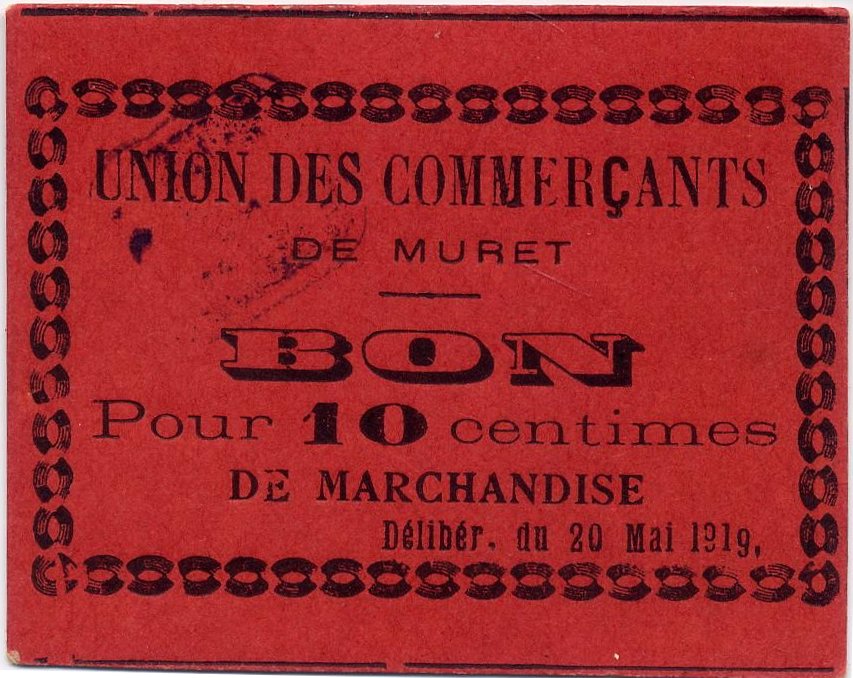 UNION DES COMMERÇANTS
DE MURET
BON
Pour 10 centimes
DE MARCHANDISE
Délibér. du 20 Mai 1919,